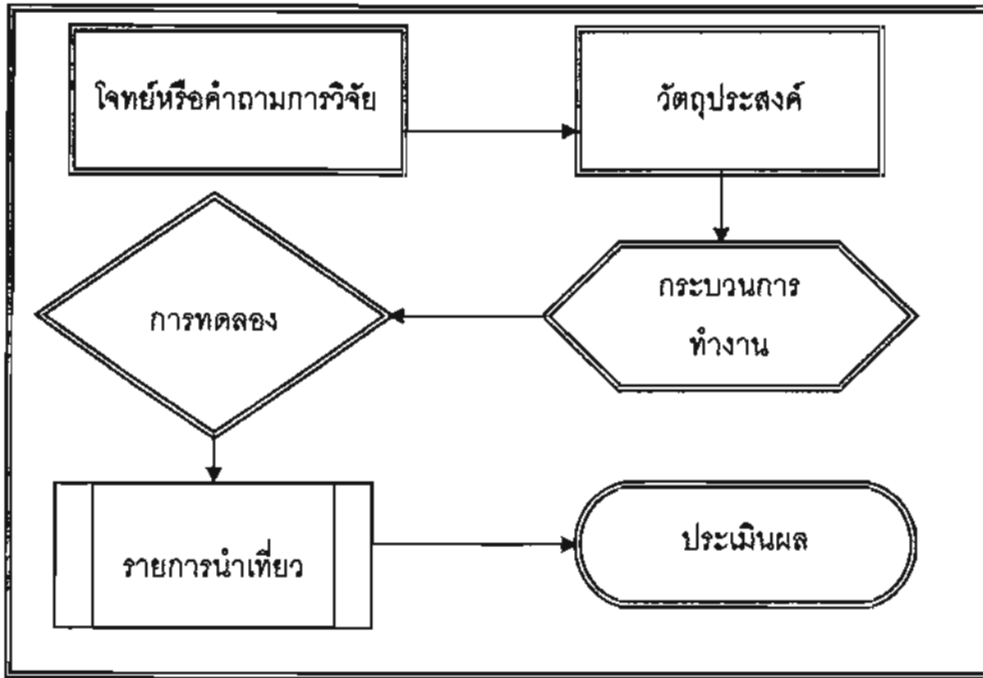 โจทย์หรือคำถามการวิจัย
วัตถุประสงค์
กระบวนการ
ทำงาน
การทดลอง
รายการนำเที่ยว
ประเมินผล